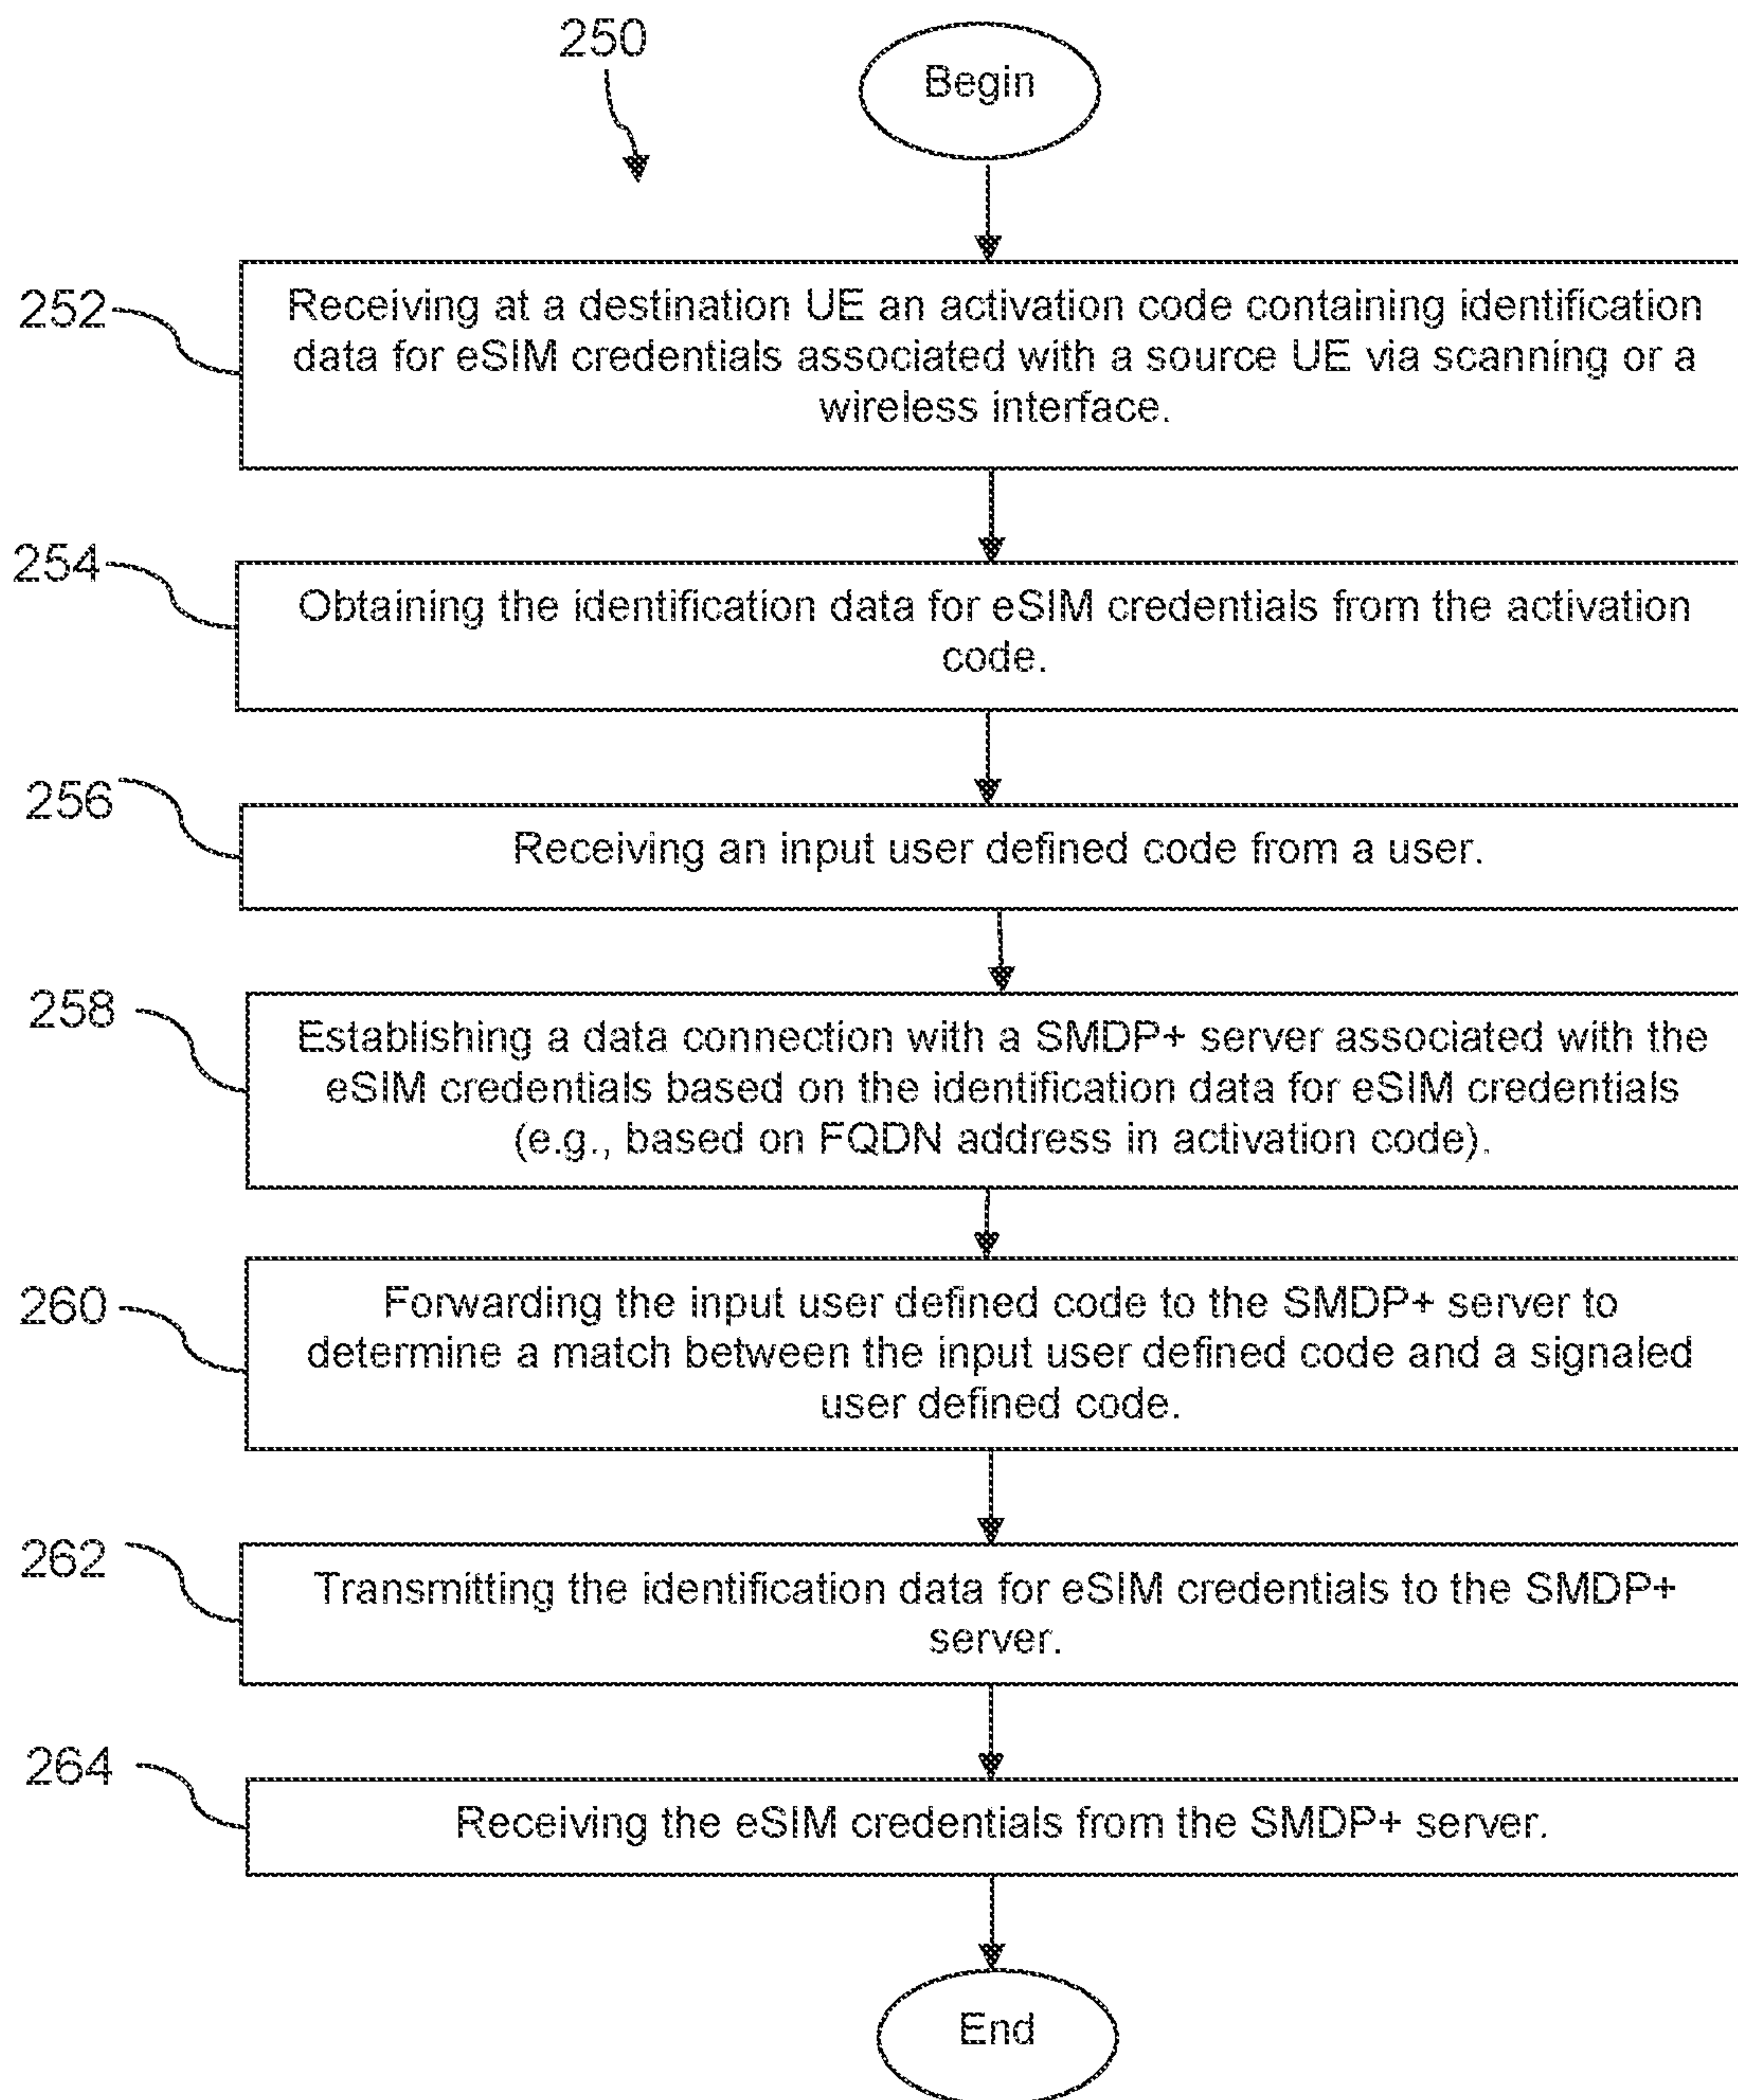 250
Begin
252
Receiving at a destination UE an activation code containing identification
data for eSIM credentials associated with a source UE via scanning or a
wireless interface.
254
Obtaining the identification data for eSIM credentials from the activation
code.
256
Receiving an input user defined code from a user.
258
Establishing a data connection with a SMDP+ server associated with the
eSIM credentials based on the identification data for eSIM credentials
(e.g., based on FQDN address in activation code).
260
Forwarding the input user defined code to the SMDP+ server to
determine a match between the input user defined code and a signaled
user defined code.
262
Transmitting the identification data for eSIM credentials to the SMDP+
server.
264
Receiving the eSIM credentials from the SMDP+ server.
End